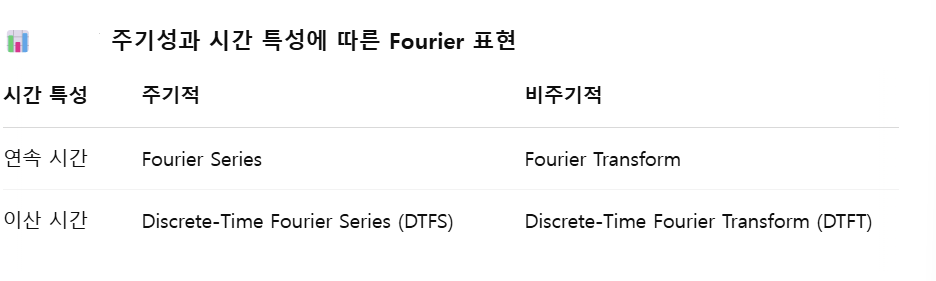 주기성과 시간 특성에 따른 Fourier 표현
시간 특성 주기적 비주기적
연속 시간 Fourier Series Fourier Transform
이산 시간 Discrete-Time Fourier Series (DTFS) Discrete-Time Fourier Transform (DTFT)